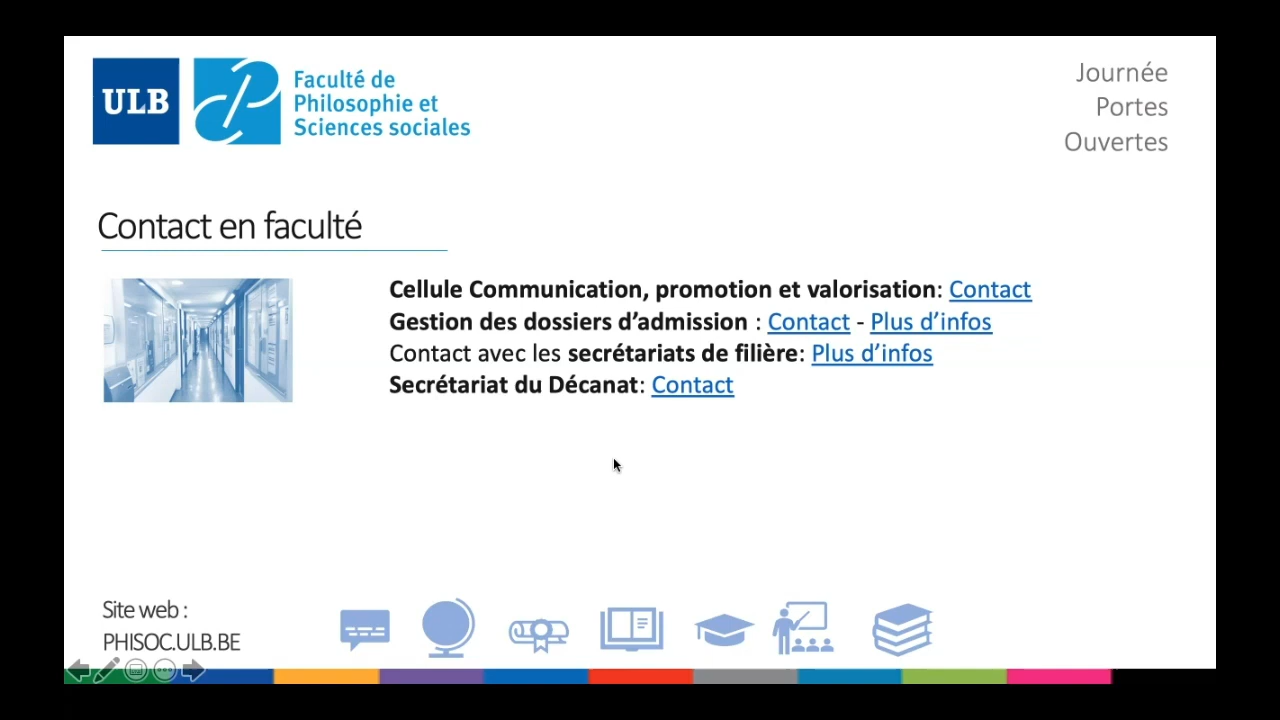 ULB
Faculté de
Philosophie et
Sciences sociales
Journée
Portes
Ouvertes
Contact en faculté
Cellule Communication, promotion et valorisation: Contact
Gestion des dossiers d’admission : Contact - Plus d’infos
Contact avec les secrétariats de filière: Plus d’infos
Secrétariat du Décanat: Contact
Site web :
PHISOC.ULB.BE